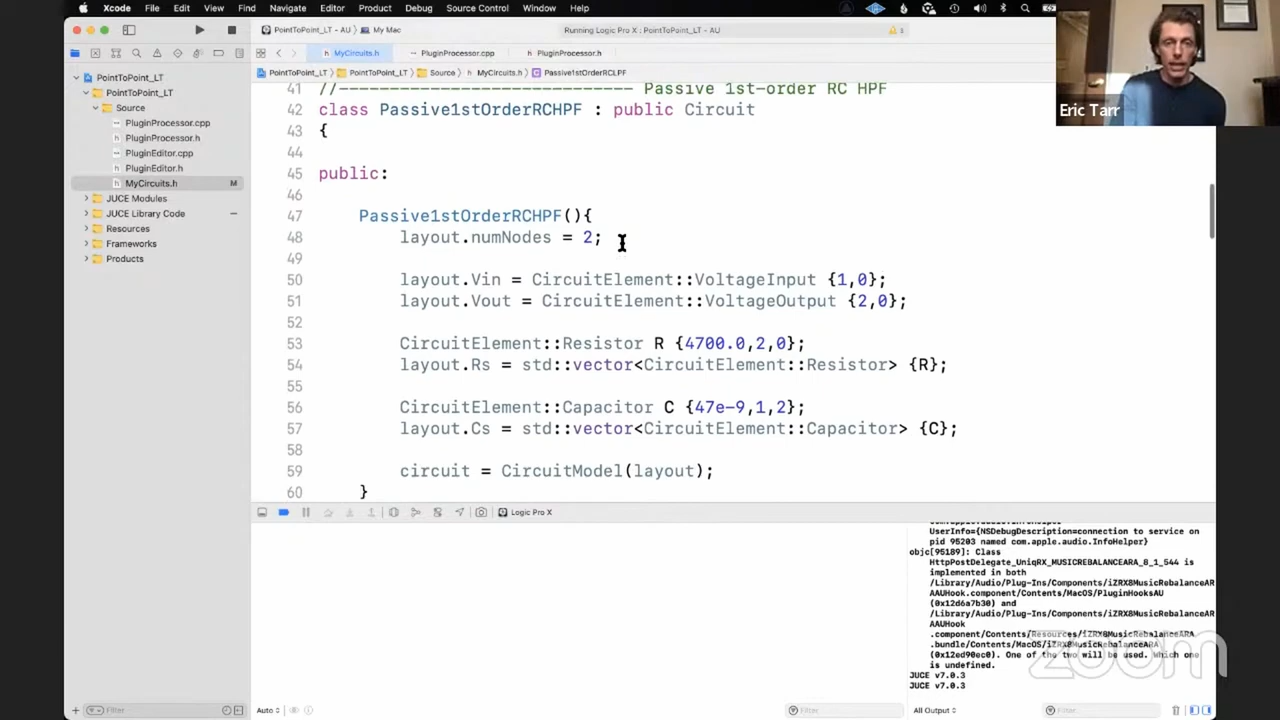 Xcode File Edit View Find Navigate Editor Product Debug Source Control Window Help
PointToPoint_LT - AU My Mac Running Logic Pro X : PointToPoint_LT - AU
MyCircuits.h PluginProcessor.cpp PluginProcessor.h
PointToPoint_LT PointToPoint_LT Source MyCircuits.h Passive1stOrderRCLPF
PointToPoint_LT
PointToPoint_LT
Source
PluginProcessor.cpp
PluginProcessor.h
PluginEditor.cpp
PluginEditor.h
MyCircuits.h M
JUCE Modules
JUCE Library Code
Resources
Frameworks
Products
41 //----------------------------- Passive 1st-order RC HPF
42 class Passive1stOrderRCHPF : public Circuit
43 {
44
45 public:
46
47 Passive1stOrderRCHPF(){
48 layout.numNodes = 2;
49
50 layout.Vin = CircuitElement::VoltageInput {1,0};
51 layout.Vout = CircuitElement::VoltageOutput {2,0};
52
53 CircuitElement::Resistor R {4700.0,2,0};
54 layout.Rs = std::vector<CircuitElement::Resistor> {R};
55
56 CircuitElement::Capacitor C {47e-9,1,2};
57 layout.Cs = std::vector<CircuitElement::Capacitor> {C};
58
59 circuit = CircuitModel(layout);
60 }
Eric Tarr
Logic Pro X
UserInfo={NSDebugDescription=connection to service on
pid 95203 named com.apple.audio.InfoHelper}
objc[95189]: Class
HttpPostDelegate_UniqRX_MUSICREBALANCEARA_8_1_544 is
implemented in both
/Library/Audio/Plug-Ins/Components/iZRX8MusicRebalanceAR
AAUHook.component/Contents/MacOS/PluginHooksAU
(0x12d6a7b30) and
/Library/Audio/Plug-Ins/Components/iZRX8MusicRebalanceAR
AAUHook
.component/Contents/Resources/iZRX8MusicRebalanceARA
.bundle/Contents/MacOS/iZRX8MusicRebalanceARA
(0x12ed90ec0). One of the two will be used. Which one
is undefined.
JUCE v7.0.3
JUCE v7.0.3
zoom
Filter Auto Filter All Output Filter